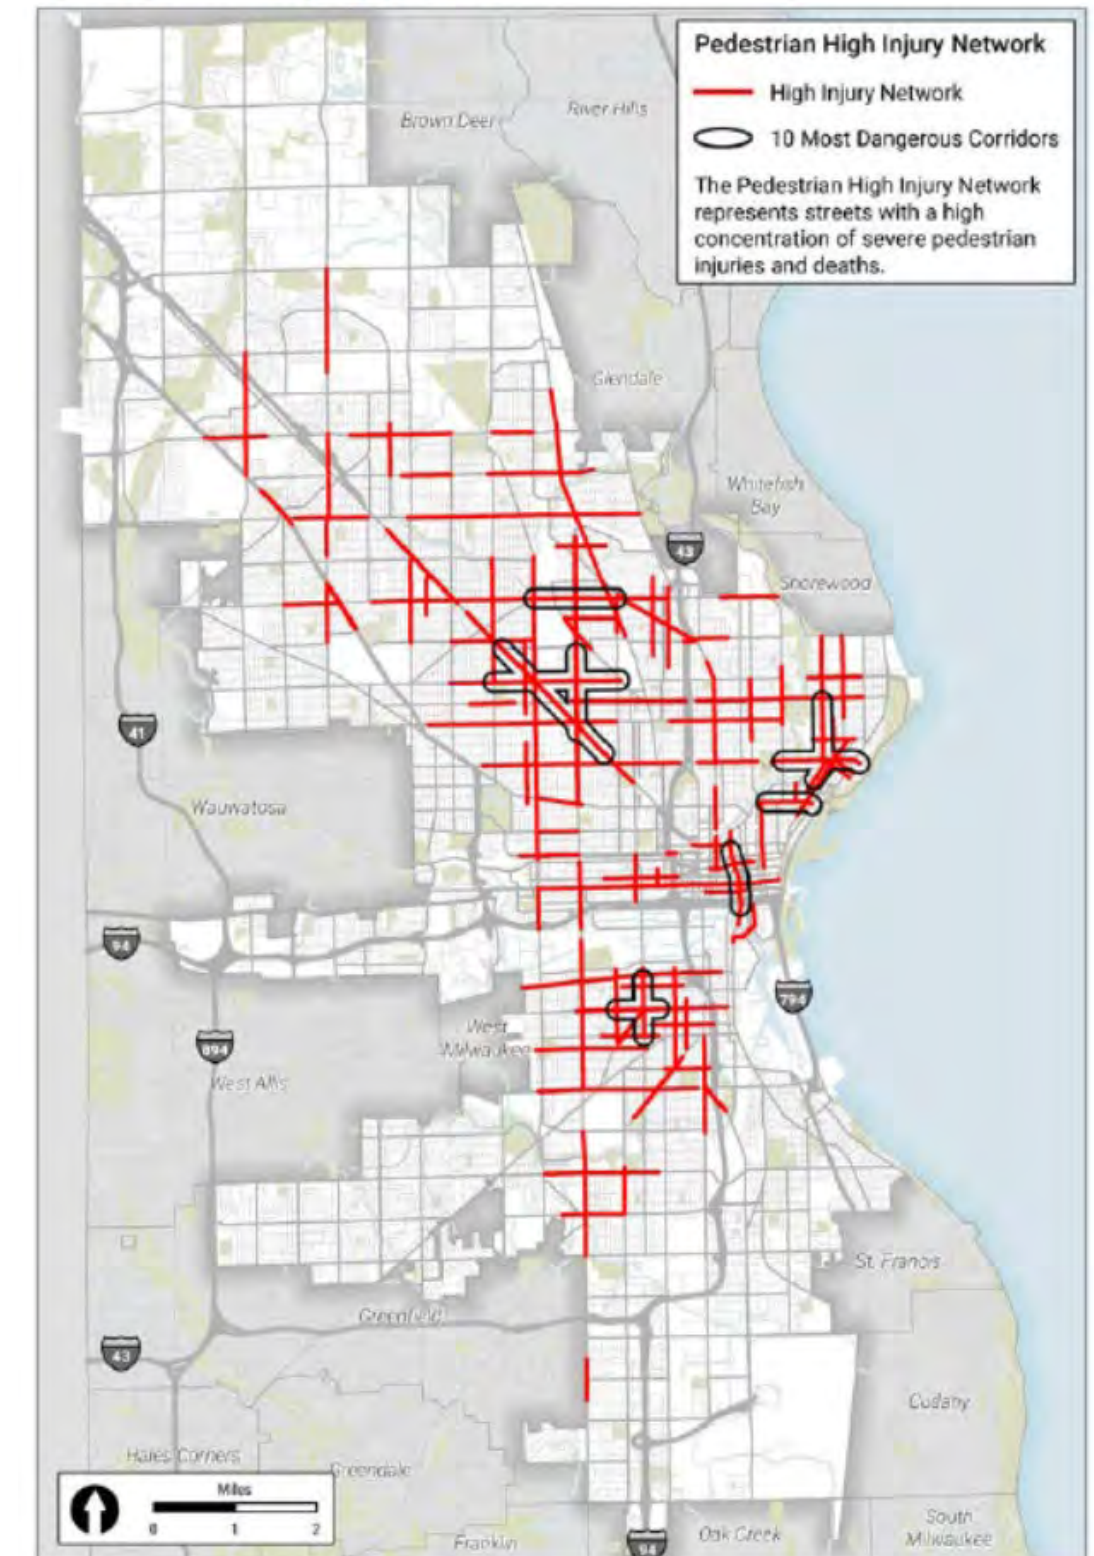 Pedestrian High Injury Network
High Injury Network
10 Most Dangerous Corridors
The Pedestrian High Injury Network
represents streets with a high
concentration of severe pedestrian
injuries and deaths.
Brown Deer
River Hills
Glendale
Whitefish
Bay
43
Shorewood
41
Wauwatosa
94
794
West
Milwaukee
894
West Allis
St. Francis
Greenfield
43
Cudahy
Hales Corners
Greendale
Miles
0 1 2
Franklin
94
Oak Creek
South
Milwaukee